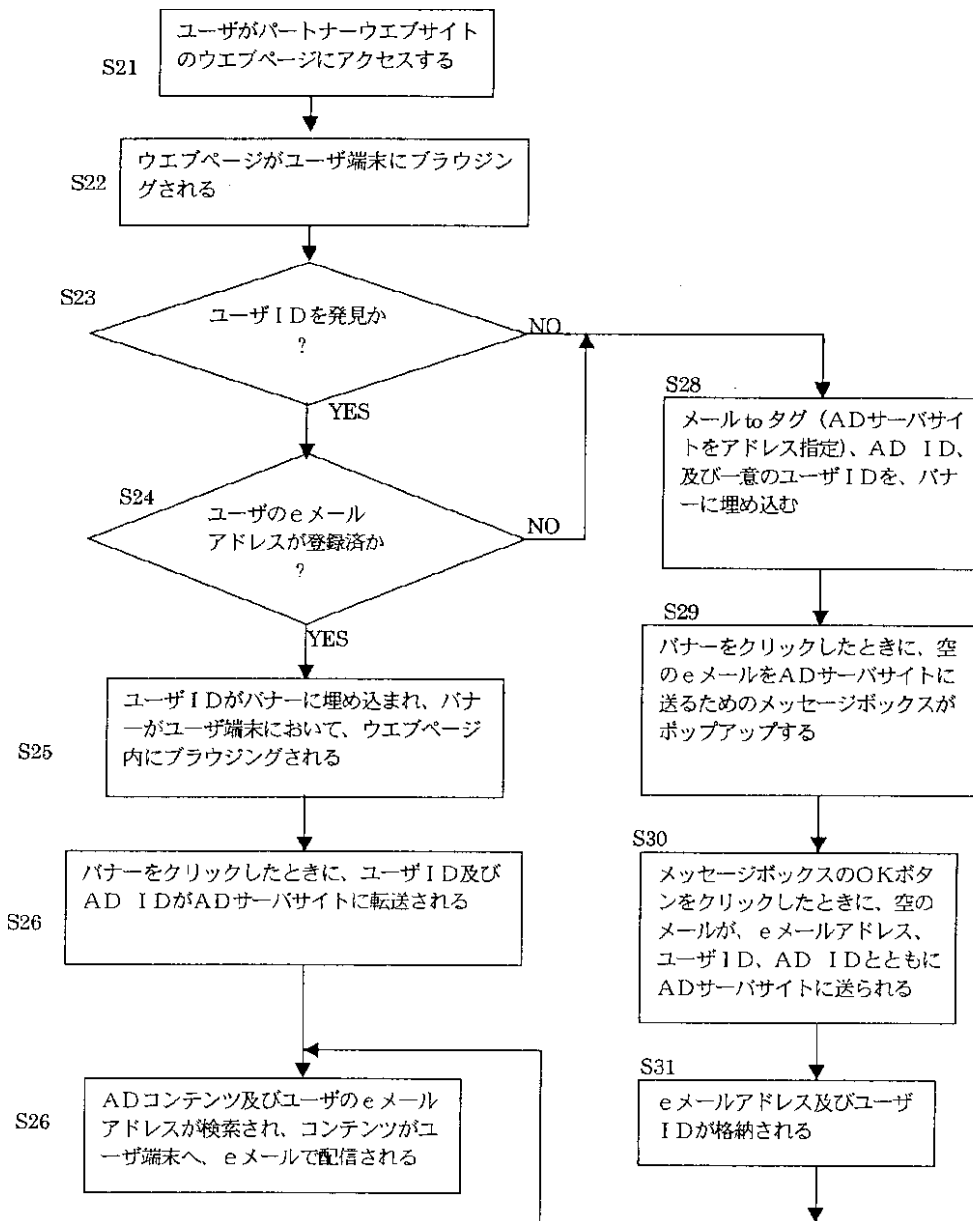 S21
ユーザがパートナーウエブサイト
のウエブページにアクセスする
S22
ウエブページがユーザ端末にブラウジン
グされる
S23
ユーザＩＤを発見か
？
NO
YES
S24
ユーザのｅメール
アドレスが登録済か
？
NO
YES
S25
ユーザＩＤがバナーに埋め込まれ、バナ
ーがユーザ端末において、ウエブページ
内にブラウジングされる
S26
バナーをクリックしたときに、ユーザＩＤ及び
ＡＤ　ＩＤがＡＤサーバサイトに転送される
S26
ＡＤコンテンツ及びユーザのｅメール
アドレスが検索され、コンテンツがユ
ーザ端末へ、ｅメールで配信される
S28
メール to タグ（ＡＤサーバサイ
トをアドレス指定）、ＡＤ　ＩＤ、
及び一意のユーザＩＤを、バナ
ーに埋め込む
S29
バナーをクリックしたときに、空
のｅメールをＡＤサーバサイトに
送るためのメッセージボックスが
ポップアップする
S30
メッセージボックスのＯＫボタ
ンをクリックしたときに、空の
メールが、ｅメールアドレス、
ユーザＩＤ、ＡＤ　ＩＤとともに
ＡＤサーバサイトに送られる
S31
ｅメールアドレス及びユーザ
ＩＤが格納される